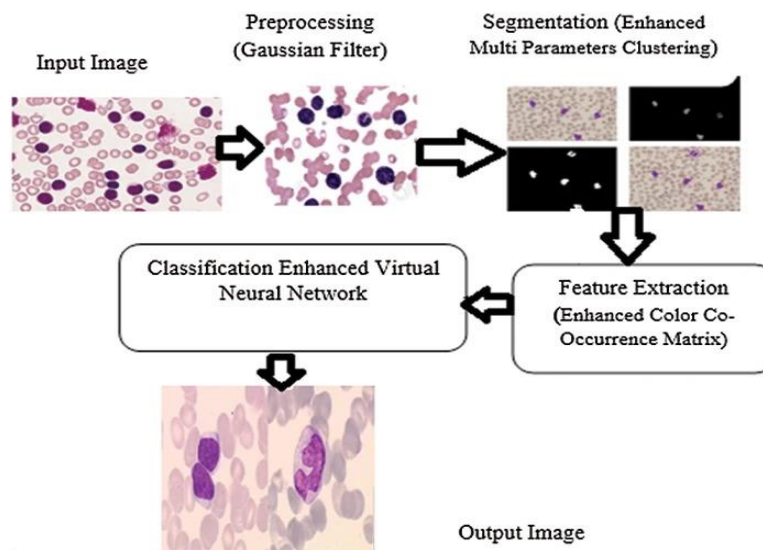 Input Image
Preprocessing
(Gaussian Filter)
Segmentation (Enhanced
Multi Parameters Clustering)
Feature Extraction
(Enhanced Color Co-
Occurrence Matrix)
Classification Enhanced Virtual
Neural Network
Output Image